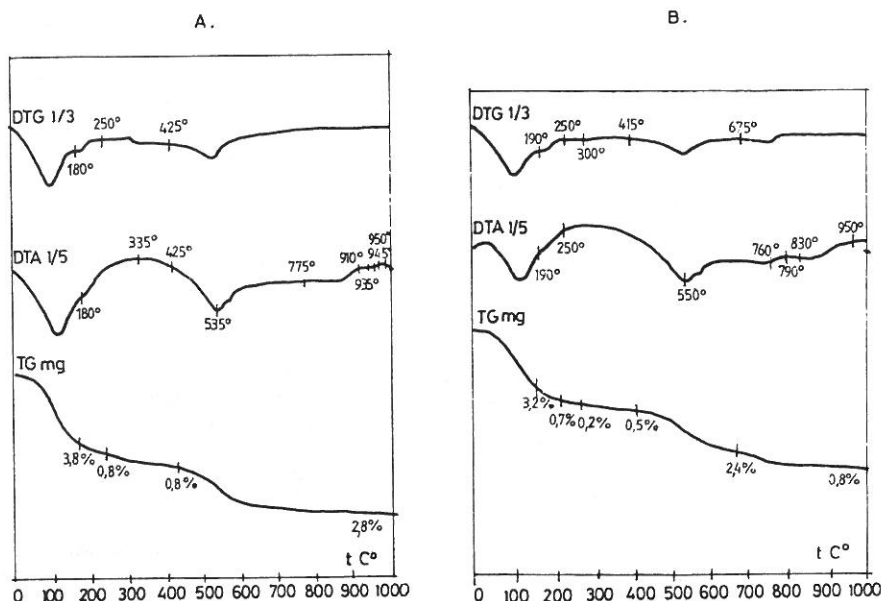 A.
DTG 1/3
250°
425°
180°
DTA 1/5
335°
425°
775°
910°
950°
945°
935°
180°
535°
TG mg
3,8%
0,8%
0,8%
2,8%
t C°
0 100 200 300 400 500 600 700 800 900 1000
B.
DTG 1/3
190°
250°
300°
415°
675°
DTA 1/5
250°
190°
550°
760°
790°
830°
950°
TG mg
3,2%
0,7%
0,2%
0,5%
2,4%
0,8%
t C°
0 100 200 300 400 500 600 700 800 900 1000